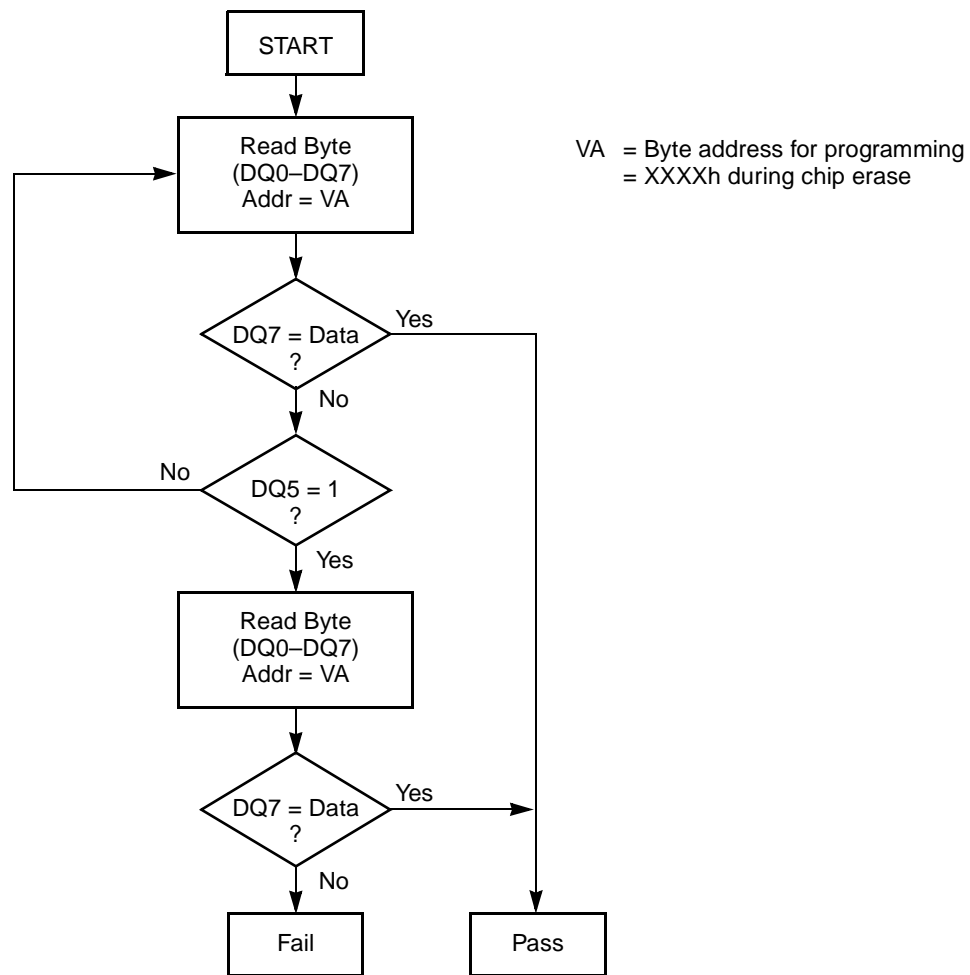 START
Read Byte
(DQ0–DQ7)
Addr = VA
VA = Byte address for programming
= XXXXh during chip erase
DQ7 = Data
?
Yes
No
No
DQ5 = 1
?
Yes
Read Byte
(DQ0–DQ7)
Addr = VA
DQ7 = Data
?
Yes
No
Fail
Pass